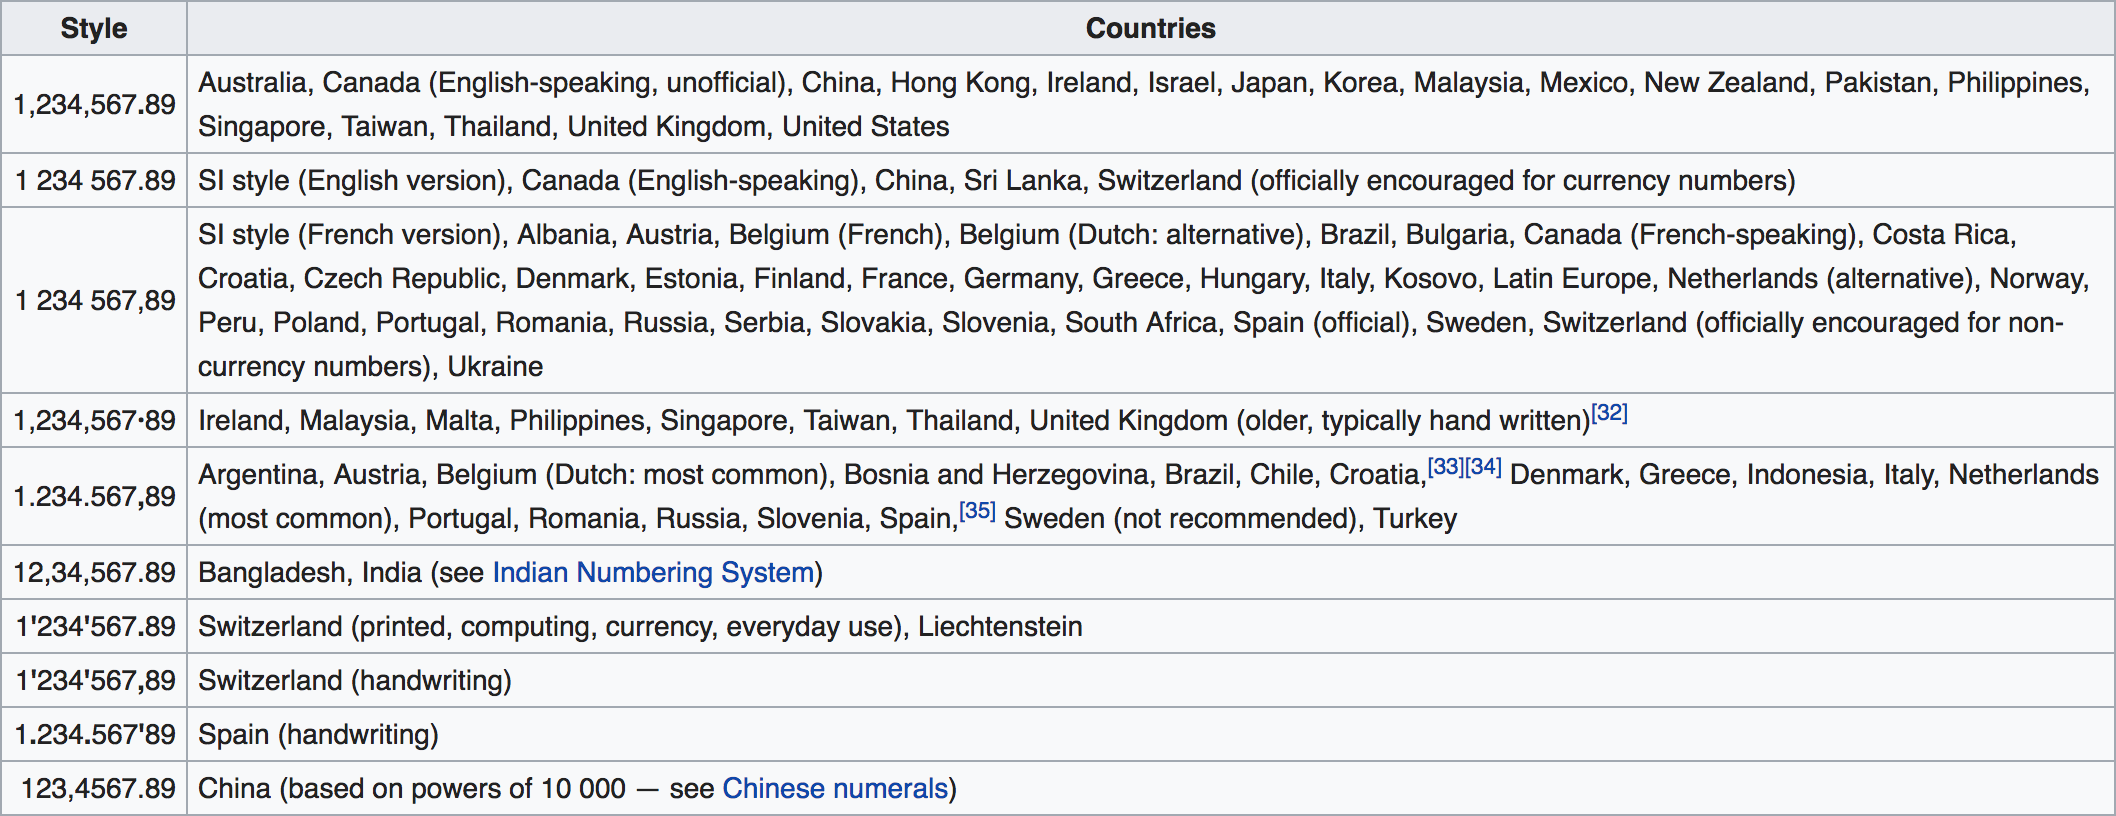 Style Countries
1,234,567.89 Australia, Canada (English-speaking, unofficial), China, Hong Kong, Ireland, Israel, Japan, Korea, Malaysia, Mexico, New Zealand, Pakistan, Philippines,
Singapore, Taiwan, Thailand, United Kingdom, United States
1 234 567.89 SI style (English version), Canada (English-speaking), China, Sri Lanka, Switzerland (officially encouraged for currency numbers)
1 234 567,89 SI style (French version), Albania, Austria, Belgium (French), Belgium (Dutch: alternative), Brazil, Bulgaria, Canada (French-speaking), Costa Rica,
Croatia, Czech Republic, Denmark, Estonia, Finland, France, Germany, Greece, Hungary, Italy, Kosovo, Latin Europe, Netherlands (alternative), Norway,
Peru, Poland, Portugal, Romania, Russia, Serbia, Slovakia, Slovenia, South Africa, Spain (official), Sweden, Switzerland (officially encouraged for non-
currency numbers), Ukraine
1,234,567·89 Ireland, Malaysia, Malta, Philippines, Singapore, Taiwan, Thailand, United Kingdom (older, typically hand written)[32]
1.234.567,89 Argentina, Austria, Belgium (Dutch: most common), Bosnia and Herzegovina, Brazil, Chile, Croatia,[33][34] Denmark, Greece, Indonesia, Italy, Netherlands
(most common), Portugal, Romania, Russia, Slovenia, Spain,[35] Sweden (not recommended), Turkey
12,34,567.89 Bangladesh, India (see Indian Numbering System)
1'234'567.89 Switzerland (printed, computing, currency, everyday use), Liechtenstein
1'234'567,89 Switzerland (handwriting)
1.234.567'89 Spain (handwriting)
123,4567.89 China (based on powers of 10 000 — see Chinese numerals)